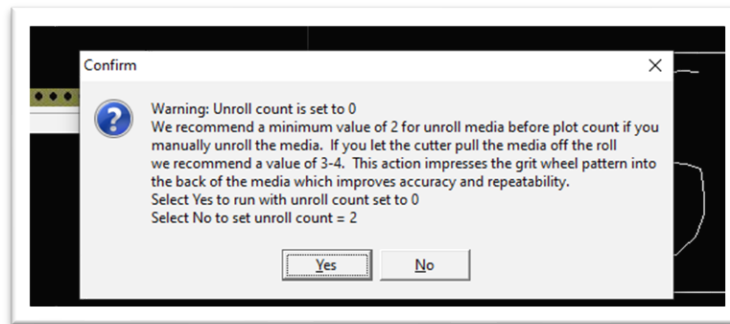 Confirm
Warning: Unroll count is set to 0
We recommend a minimum value of 2 for unroll media before plot count if you
manually unroll the media.  If you let the cutter pull the media off the roll
we recommend a value of 3-4.  This action impresses the grit wheel pattern into
the back of the media which improves accuracy and repeatability.
Select Yes to run with unroll count set to 0
Select No to set unroll count = 2
Yes No